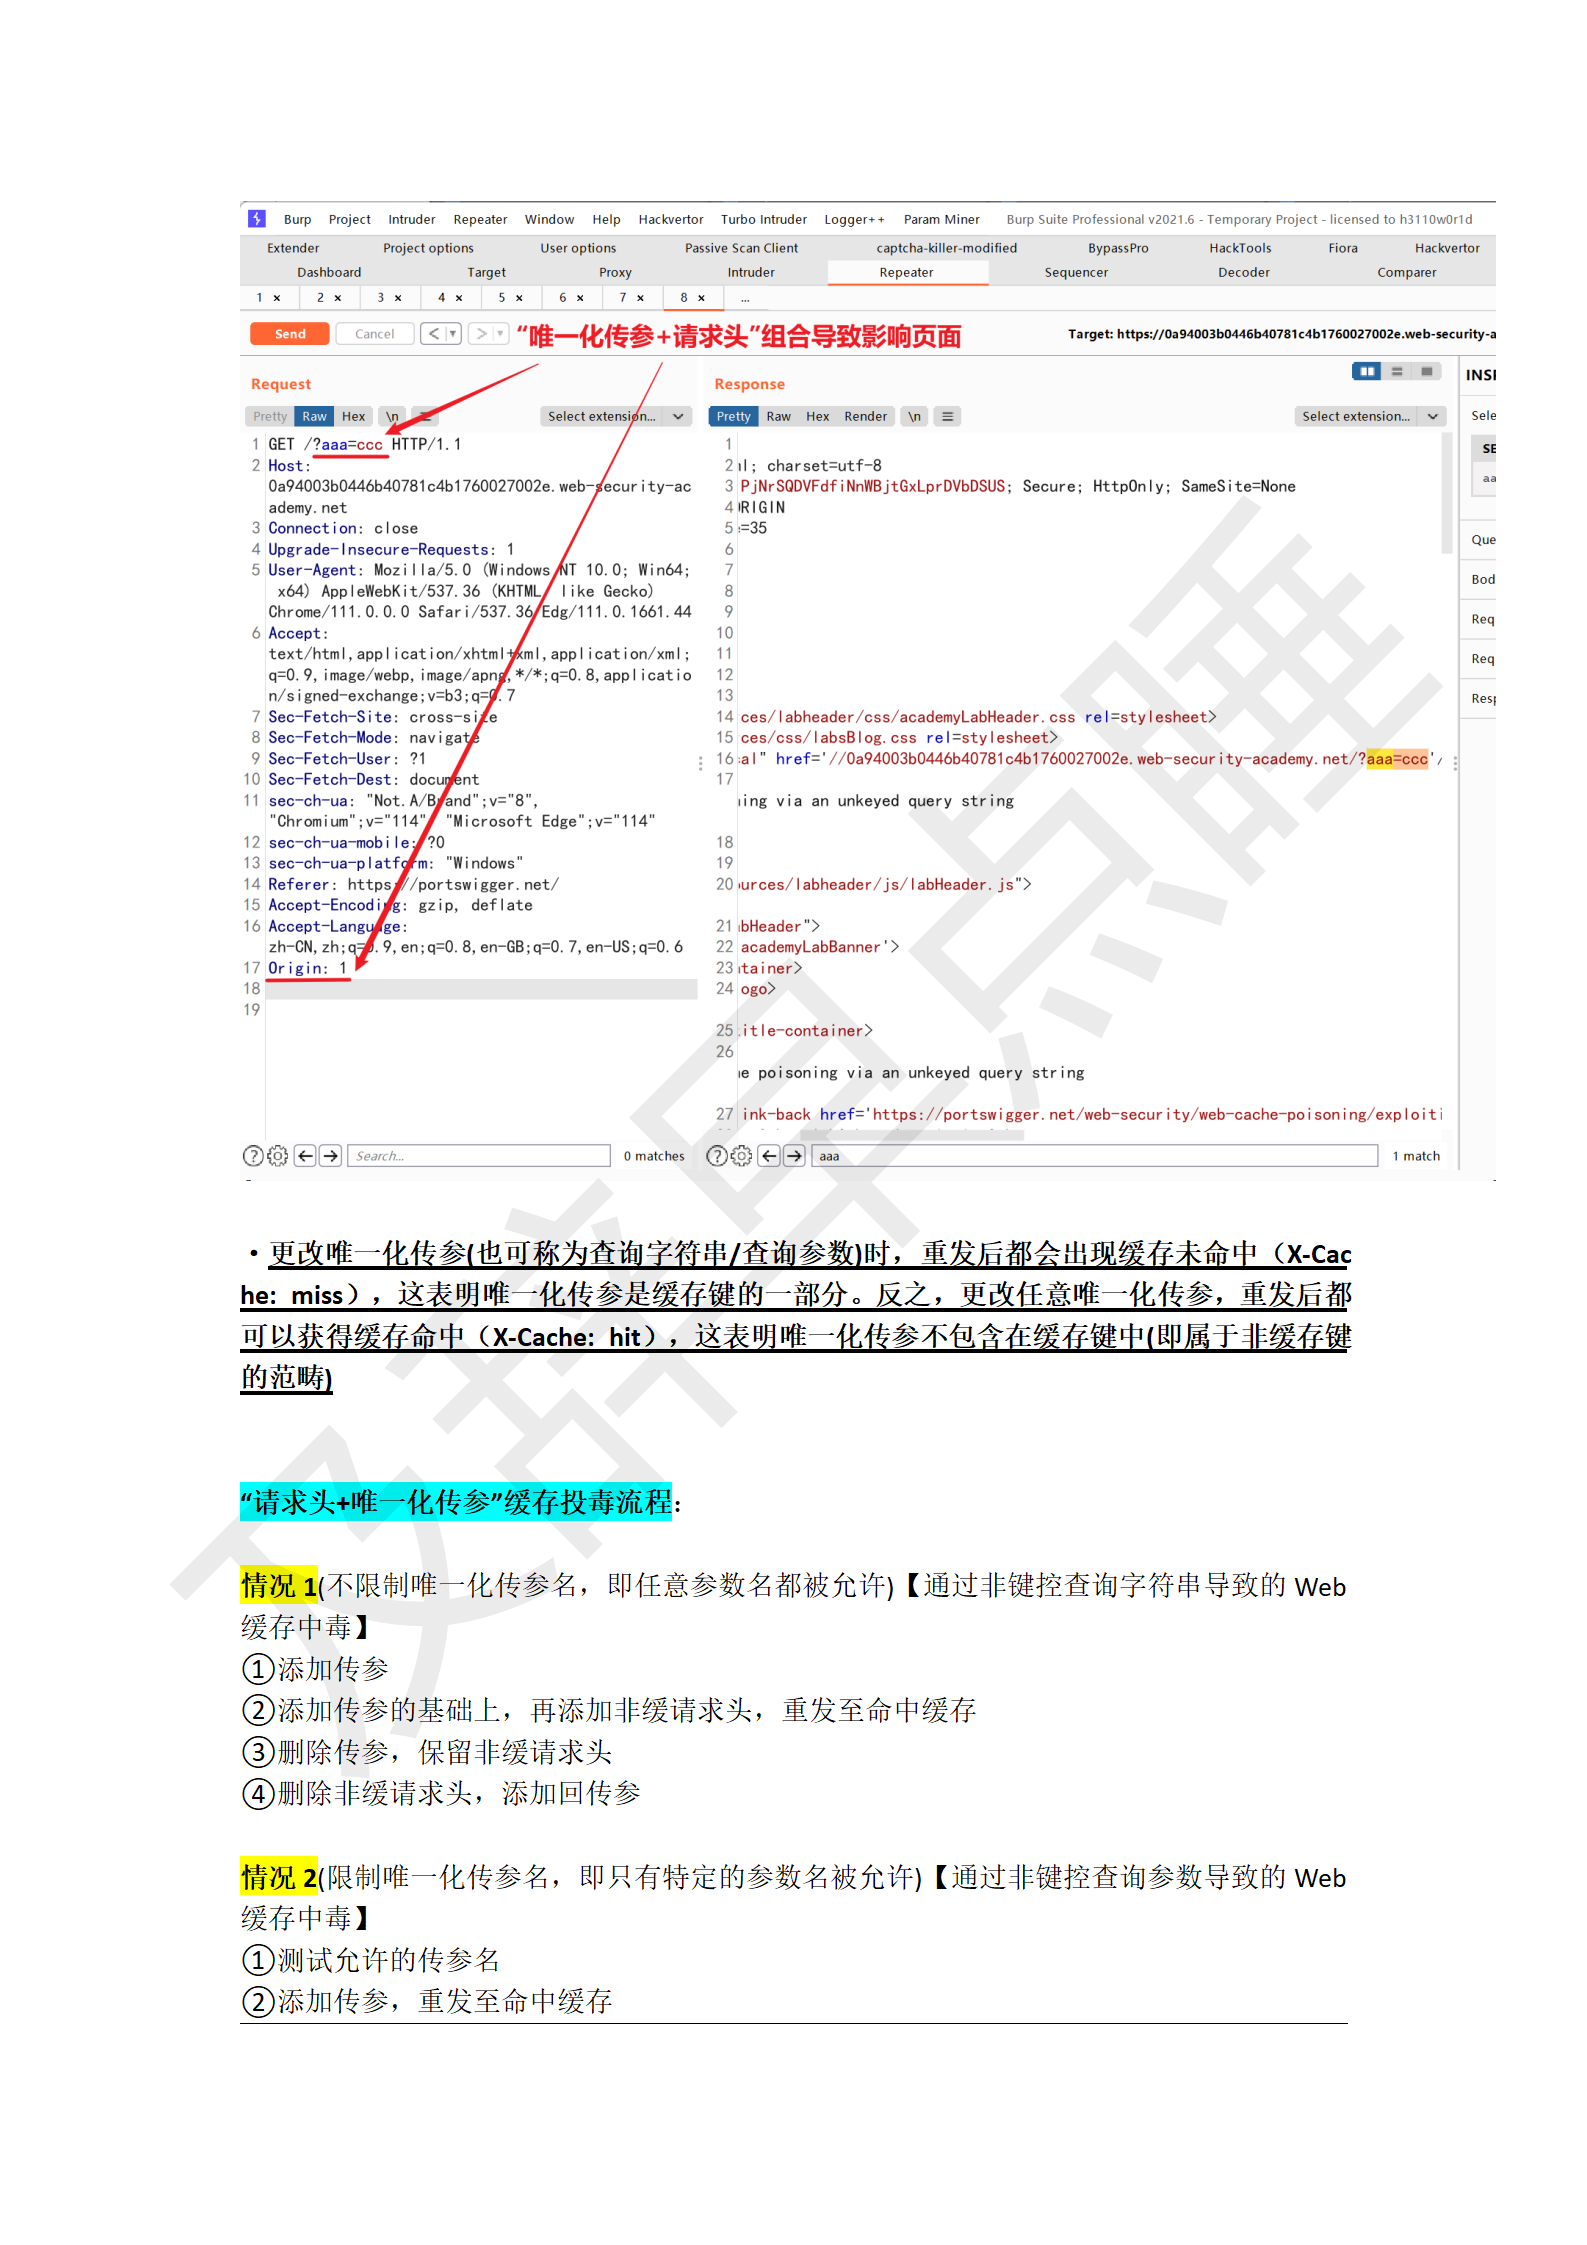 Burp Project Intruder Repeater Window Help Hackvertor Turbo Intruder Logger++ Param Miner Burp Suite Professional v2021.6 - Temporary Project - licensed to h3110w0r1d
Extender Project options User options Passive Scan Client captcha-killer-modified BypassPro HackTools Fiora Hackvertor
Dashboard Target Proxy Intruder Repeater Sequencer Decoder Comparer
1 × 2 × 3 × 4 × 5 × 6 × 7 × 8 × ...
Send Cancel < > “唯一化传参+请求头”组合导致影响页面 Target: https://0a94003b0446b40781c4b1760027002e.web-security-a
Request
Pretty Raw Hex \n Select extension...
1 GET /?aaa=ccc HTTP/1.1
2 Host:
0a94003b0446b40781c4b1760027002e.web-security-ac
ademy.net
3 Connection: close
4 Upgrade-Insecure-Requests: 1
5 User-Agent: Mozilla/5.0 (Windows NT 10.0; Win64;
x64) AppleWebKit/537.36 (KHTML, like Gecko)
Chrome/111.0.0.0 Safari/537.36 Edg/111.0.1661.44
6 Accept:
text/html,application/xhtml+xml,application/xml;
q=0.9,image/webp,image/apng,*/*;q=0.8,applicatio
n/signed-exchange;v=b3;q=0.7
7 Sec-Fetch-Site: cross-site
8 Sec-Fetch-Mode: navigate
9 Sec-Fetch-User: ?1
10 Sec-Fetch-Dest: document
11 sec-ch-ua: "Not.A/Brand";v="8",
"Chromium";v="114", "Microsoft Edge";v="114"
12 sec-ch-ua-mobile: ?0
13 sec-ch-ua-platform: "Windows"
14 Referer: https://portswigger.net/
15 Accept-Encoding: gzip, deflate
16 Accept-Language:
zh-CN,zh;q=0.9,en;q=0.8,en-GB;q=0.7,en-US;q=0.6
17 Origin: 1
18
19
Search... 0 matches
Response
Pretty Raw Hex Render \n Select extension...
1
2 l; charset=utf-8
3 PjNrSQDVFdfiNnWBjtGxLprDVbDSUS; Secure; HttpOnly; SameSite=None
4 RIGIN
5 =35
6
7
8
9
10
11
12
13
14 ces/labheader/css/academyLabHeader.css rel=stylesheet>
15 ces/css/labsBlog.css rel=stylesheet>
16 al" href='//0a94003b0446b40781c4b1760027002e.web-security-academy.net/?aaa=ccc'/
17
ing via an unkeyed query string
18
19
20 urces/labheader/js/labHeader.js">
21 bHeader">
22 academyLabBanner'>
23 tainer>
24 ogo>
25 itle-container>
26
e poisoning via an unkeyed query string
27 ink-back href='https://portswigger.net/web-security/web-cache-poisoning/exploiti
aaa 1 match
INSI
Sele
SE
aa
Que
Bod
Req
Req
Resp
·更改唯一化传参(也可称为查询字符串/查询参数)时，重发后都会出现缓存未命中（X-Cac
he: miss），这表明唯一化传参是缓存键的一部分。反之，更改任意唯一化传参，重发后都
可以获得缓存命中（X-Cache: hit），这表明唯一化传参不包含在缓存键中(即属于非缓存键
的范畴)
“请求头+唯一化传参”缓存投毒流程：
情况 1(不限制唯一化传参名，即任意参数名都被允许)【通过非键控查询字符串导致的 Web
缓存中毒】
①添加传参
②添加传参的基础上，再添加非缓请求头，重发至命中缓存
③删除传参，保留非缓请求头
④删除非缓请求头，添加回传参
情况 2(限制唯一化传参名，即只有特定的参数名被允许)【通过非键控查询参数导致的 Web
缓存中毒】
①测试允许的传参名
②添加传参，重发至命中缓存
及辞早点睡